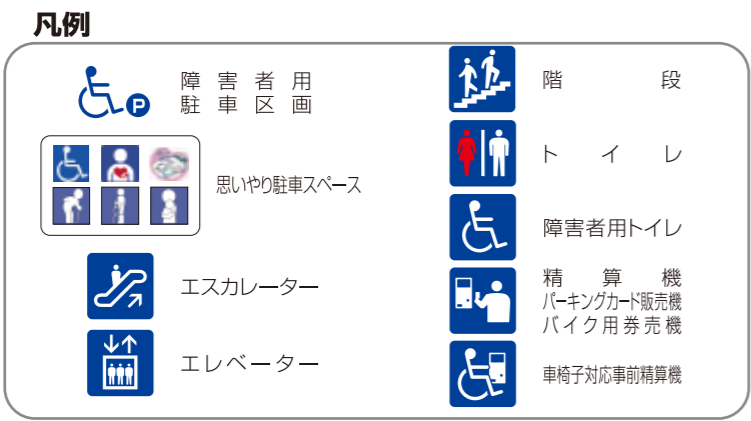 凡例
障害者用
駐車区画
思いやり駐車スペース
エスカレーター
エレベーター
階段
トイレ
障害者用トイレ
精算機
パーキングカード販売機
バイク用券売機
車椅子対応事前精算機
P